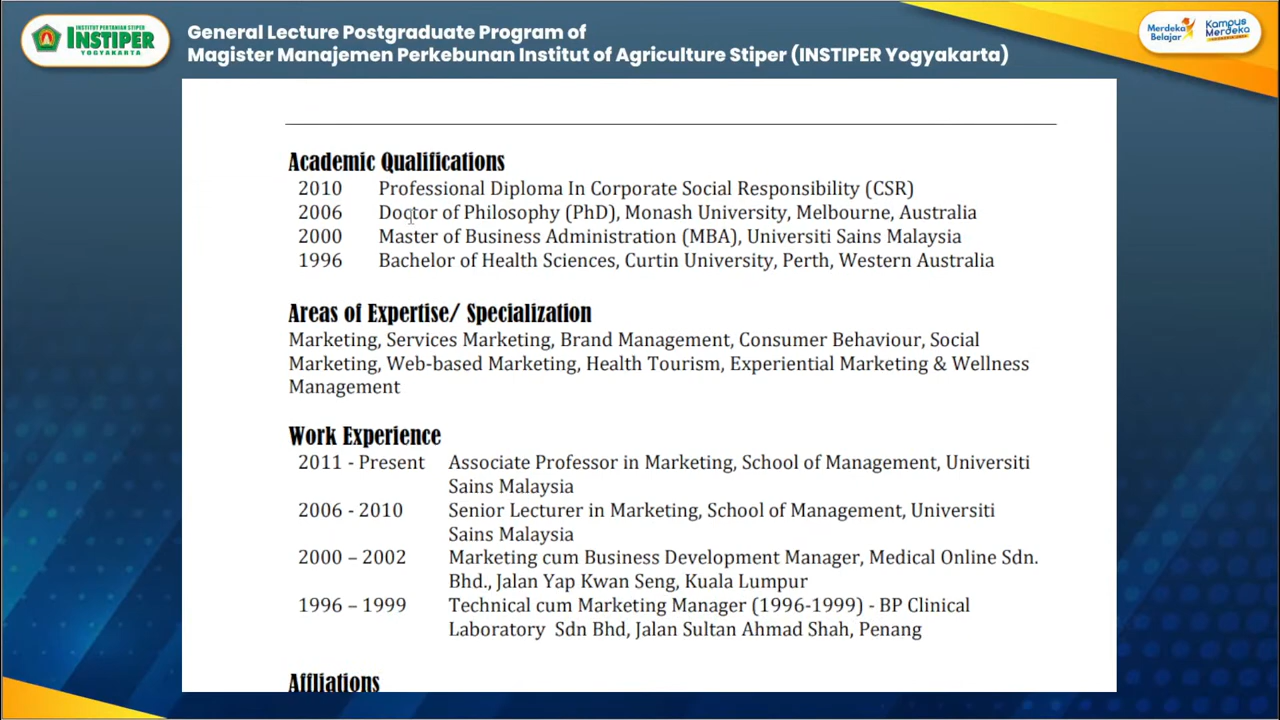 INSTITUT PERTANIAN STIPER
INSTIPER
YOGYAKARTA
General Lecture Postgraduate Program of
Magister Manajemen Perkebunan Institut of Agriculture Stiper (INSTIPER Yogyakarta)
Merdeka
Belajar
Kampus
Merdeka
Academic Qualifications
2010 Professional Diploma In Corporate Social Responsibility (CSR)
2006 Doctor of Philosophy (PhD), Monash University, Melbourne, Australia
2000 Master of Business Administration (MBA), Universiti Sains Malaysia
1996 Bachelor of Health Sciences, Curtin University, Perth, Western Australia
Areas of Expertise/ Specialization
Marketing, Services Marketing, Brand Management, Consumer Behaviour, Social
Marketing, Web-based Marketing, Health Tourism, Experiential Marketing & Wellness
Management
Work Experience
2011 - Present Associate Professor in Marketing, School of Management, Universiti
Sains Malaysia
2006 - 2010 Senior Lecturer in Marketing, School of Management, Universiti
Sains Malaysia
2000 – 2002 Marketing cum Business Development Manager, Medical Online Sdn.
Bhd., Jalan Yap Kwan Seng, Kuala Lumpur
1996 – 1999 Technical cum Marketing Manager (1996-1999) - BP Clinical
Laboratory Sdn Bhd, Jalan Sultan Ahmad Shah, Penang
Affiliations